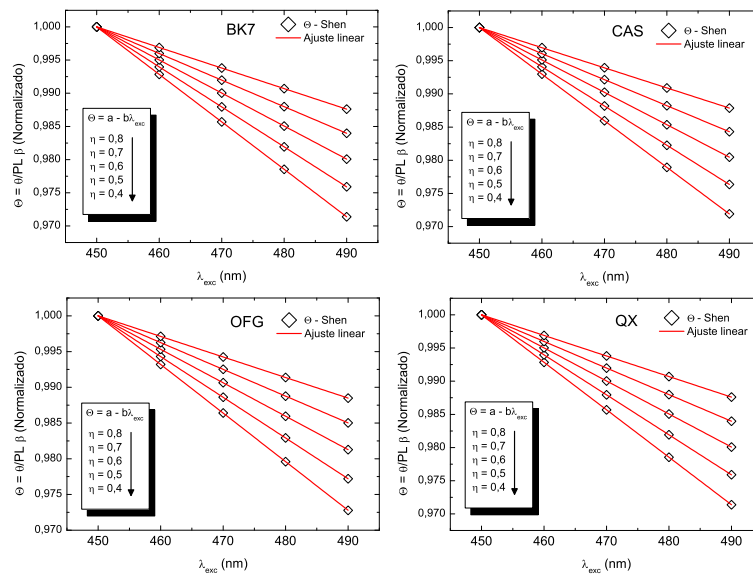 BK7
Θ - Shen
Ajuste linear
Θ = a - bλexc
η = 0,8
η = 0,7
η = 0,6
η = 0,5
η = 0,4
Θ = θ/PL β (Normalizado)
1,000
0,995
0,990
0,985
0,980
0,975
0,970
450 460 470 480 490
λexc (nm)
CAS
Θ - Shen
Ajuste linear
Θ = a - bλexc
η = 0,8
η = 0,7
η = 0,6
η = 0,5
η = 0,4
Θ = θ/PL β (Normalizado)
1,000
0,995
0,990
0,985
0,980
0,975
0,970
450 460 470 480 490
λexc (nm)
OFG
Θ - Shen
Ajuste linear
Θ = a - bλexc
η = 0,8
η = 0,7
η = 0,6
η = 0,5
η = 0,4
Θ = θ/PL β (Normalizado)
1,000
0,995
0,990
0,985
0,980
0,975
0,970
450 460 470 480 490
λexc (nm)
QX
Θ - Shen
Ajuste linear
Θ = a - bλexc
η = 0,8
η = 0,7
η = 0,6
η = 0,5
η = 0,4
Θ = θ/PL β (Normalizado)
1,000
0,995
0,990
0,985
0,980
0,975
0,970
450 460 470 480 490
λexc (nm)